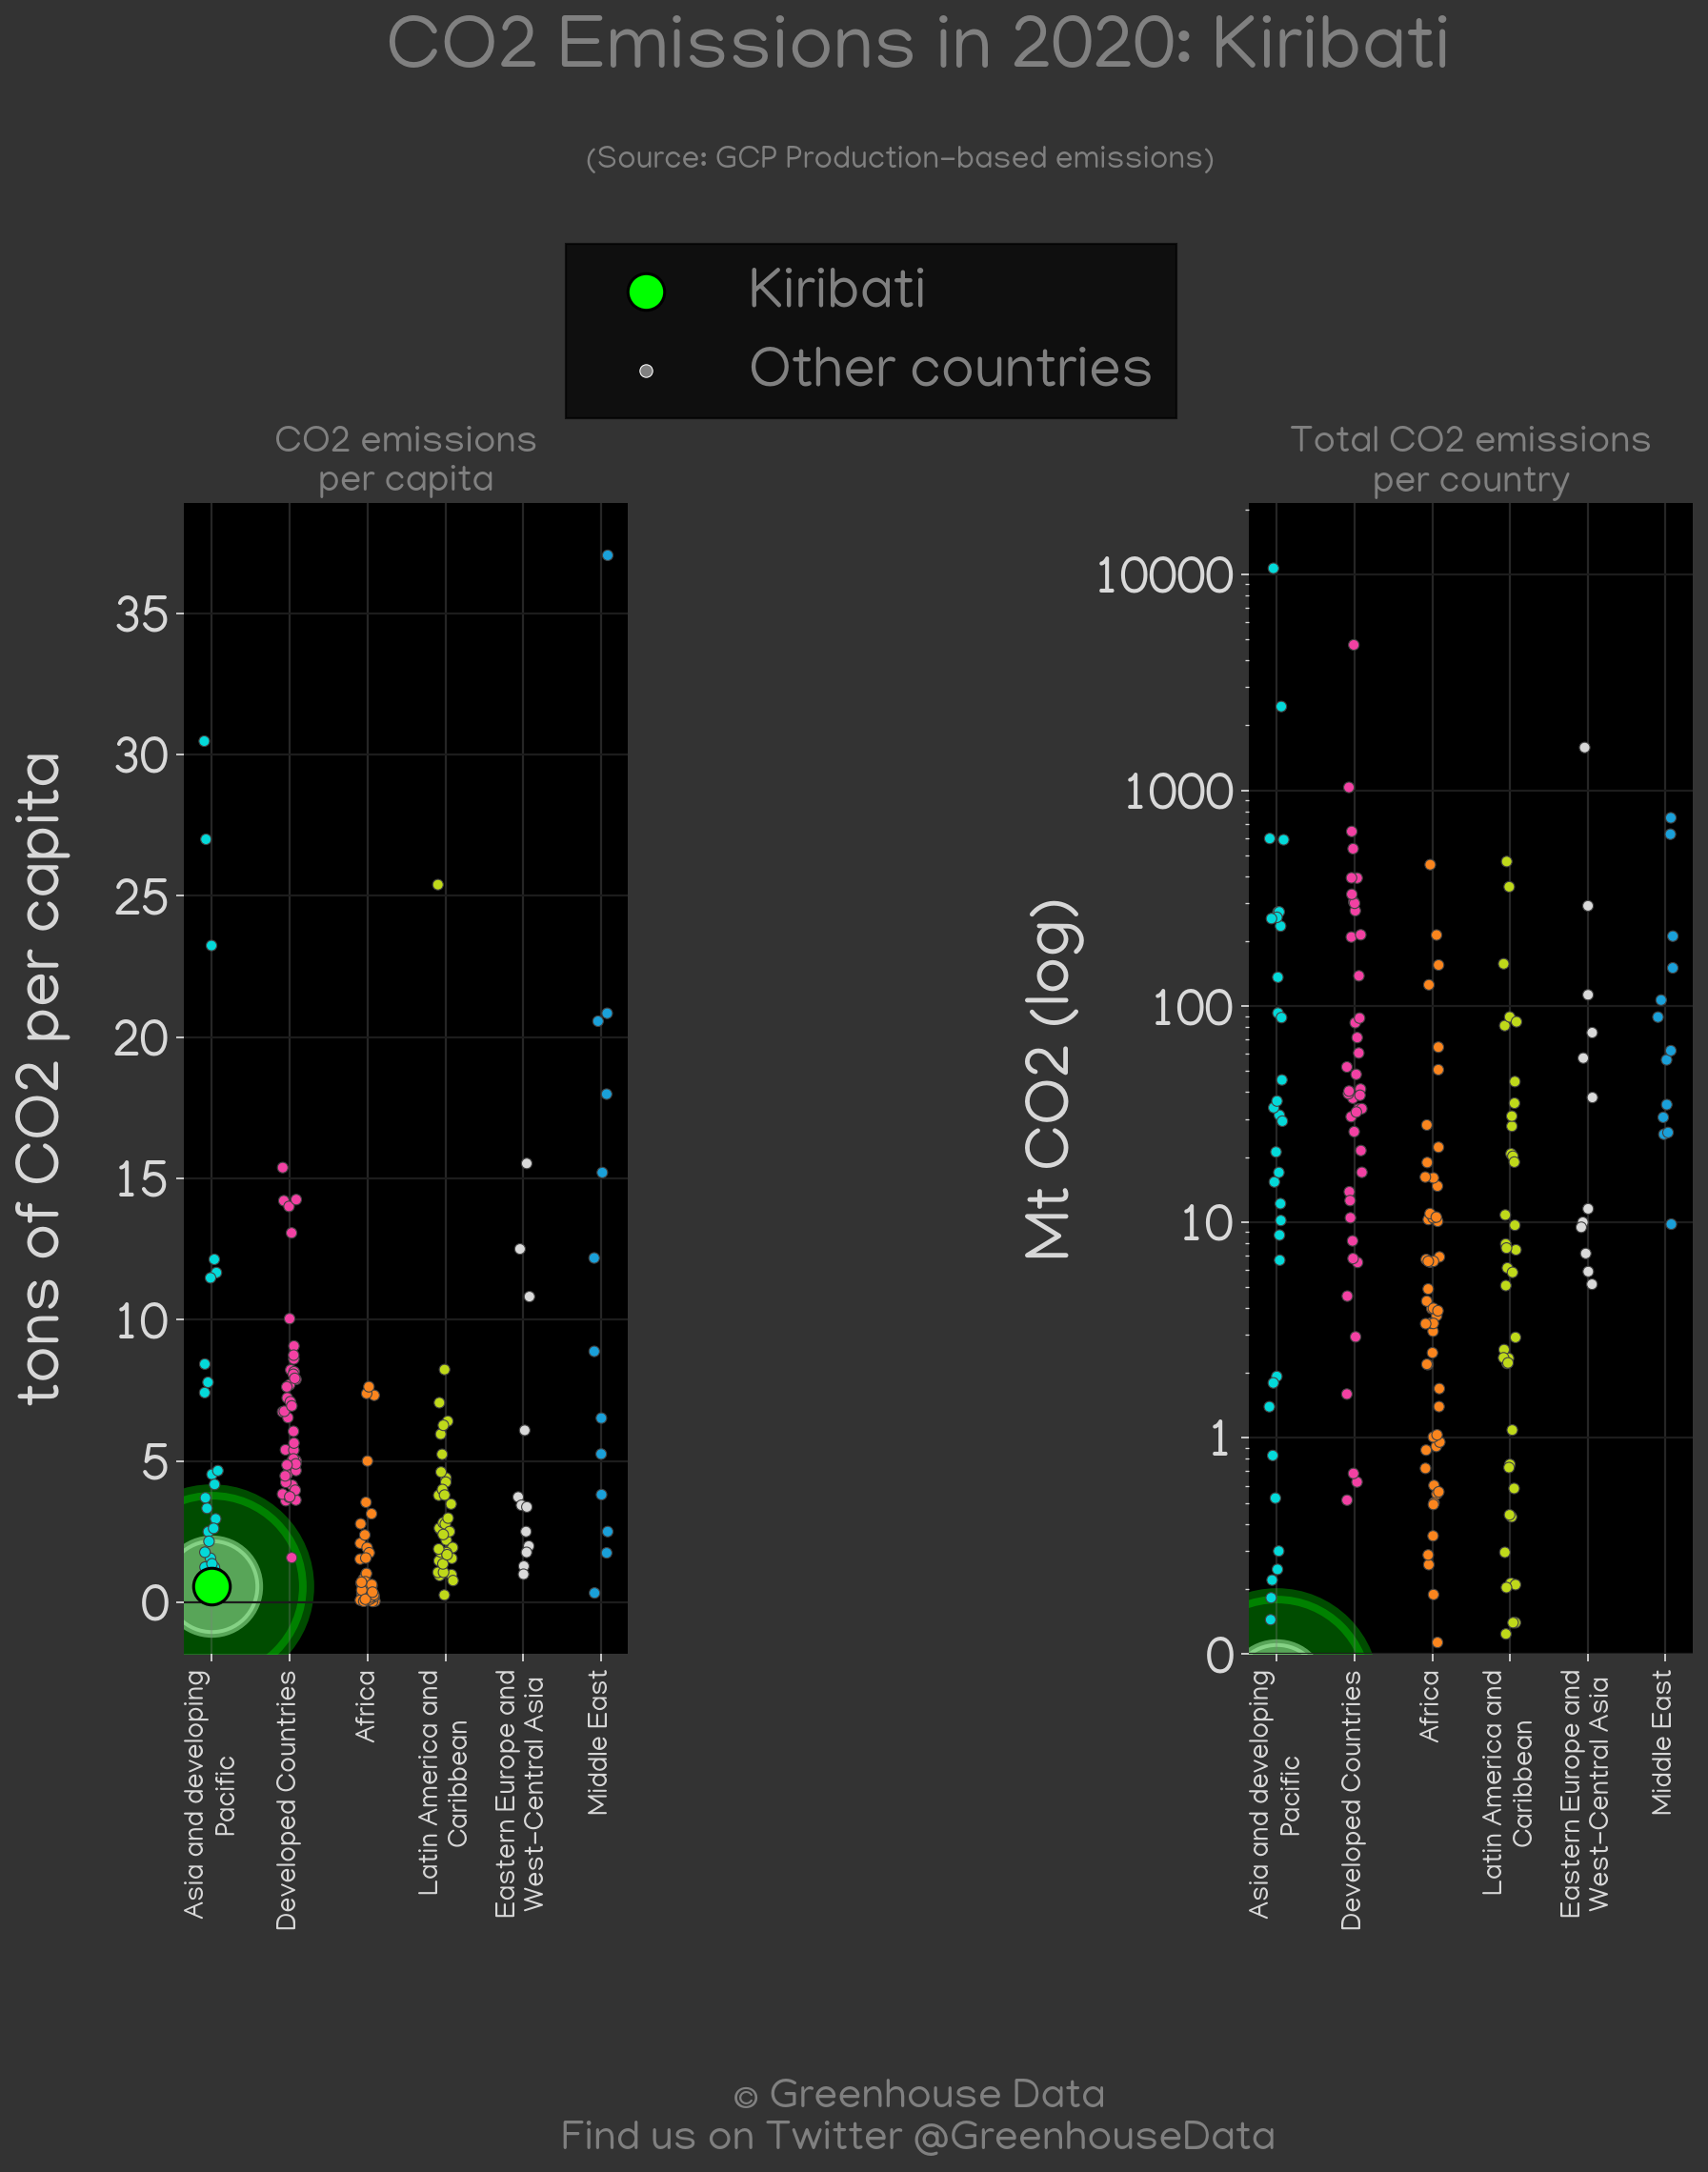 CO2 Emissions in 2020: Kiribati
(Source: GCP Production-based emissions)
Kiribati
Other countries
CO2 emissions
per capita
tons of CO2 per capita
35
30
25
20
15
10
5
0
Asia and developing
Pacific
Developed Countries
Africa
Latin America and
Caribbean
Eastern Europe and
West-Central Asia
Middle East
Total CO2 emissions
per country
Mt CO2 (log)
10000
1000
100
10
1
0
Asia and developing
Pacific
Developed Countries
Africa
Latin America and
Caribbean
Eastern Europe and
West-Central Asia
Middle East
© Greenhouse Data
Find us on Twitter @GreenhouseData